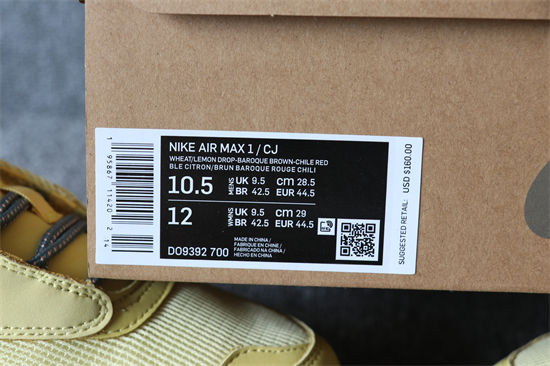 NIKE AIR MAX 1 / CJ
WHEAT/LEMON DROP-BAROQUE BROWN-CHILE RED
BLE CITRON/BRUN BAROQUE ROUGE CHILI
10.5 MENS UK 9.5 cm 28.5
BR 42.5 EUR 44.5
12 WMNS UK 9.5 cm 29
BR 42.5 EUR 44.5
DO9392 700
MADE IN CHINA /
FABRIQUE EN CHINE /
FABRICADO NA CHINA /
HECHO EN CHINA
SUGGESTED RETAIL: USD $160.00